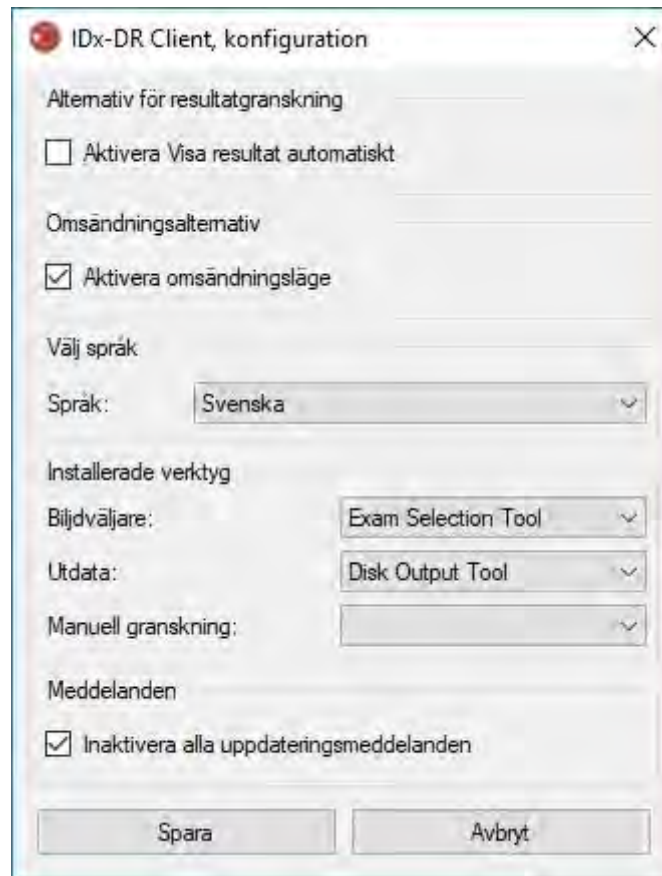 IDx-DR Client, konfiguration
Alternativ för resultatgranskning
Aktivera Visa resultat automatiskt
Omsändningsalternativ
Aktivera omsändningsläge
Välj språk
Språk: Svenska
Installerade verktyg
Biljdväljare: Exam Selection Tool
Utdata: Disk Output Tool
Manuell granskning:
Meddelanden
Inaktivera alla uppdateringsmeddelanden
Spara Avbryt